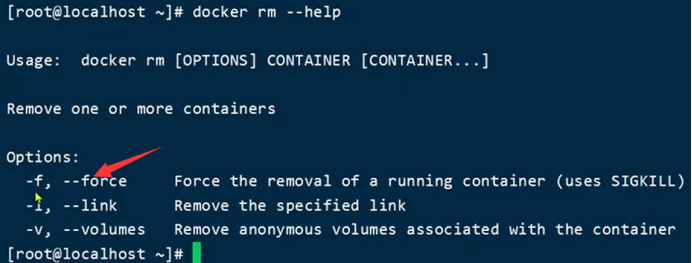 [root@localhost ~]# docker rm --help
Usage:  docker rm [OPTIONS] CONTAINER [CONTAINER...]
Remove one or more containers
Options:
  -f, --force     Force the removal of a running container (uses SIGKILL)
  -l, --link      Remove the specified link
  -v, --volumes   Remove anonymous volumes associated with the container
[root@localhost ~]#